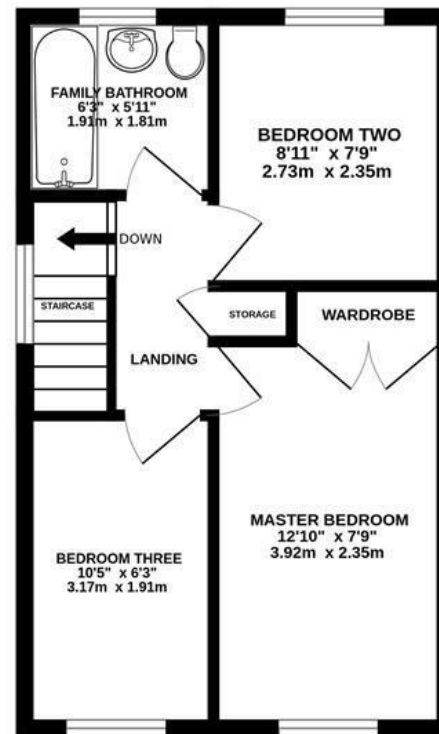 FAMILY BATHROOM
6'3" x 5'11"
1.91m x 1.81m
BEDROOM TWO
8'11" x 7'9"
2.73m x 2.35m
DOWN
STAIRCASE
STORAGE
WARDROBE
LANDING
MASTER BEDROOM
12'10" x 7'9"
3.92m x 2.35m
BEDROOM THREE
10'5" x 6'3"
3.17m x 1.91m